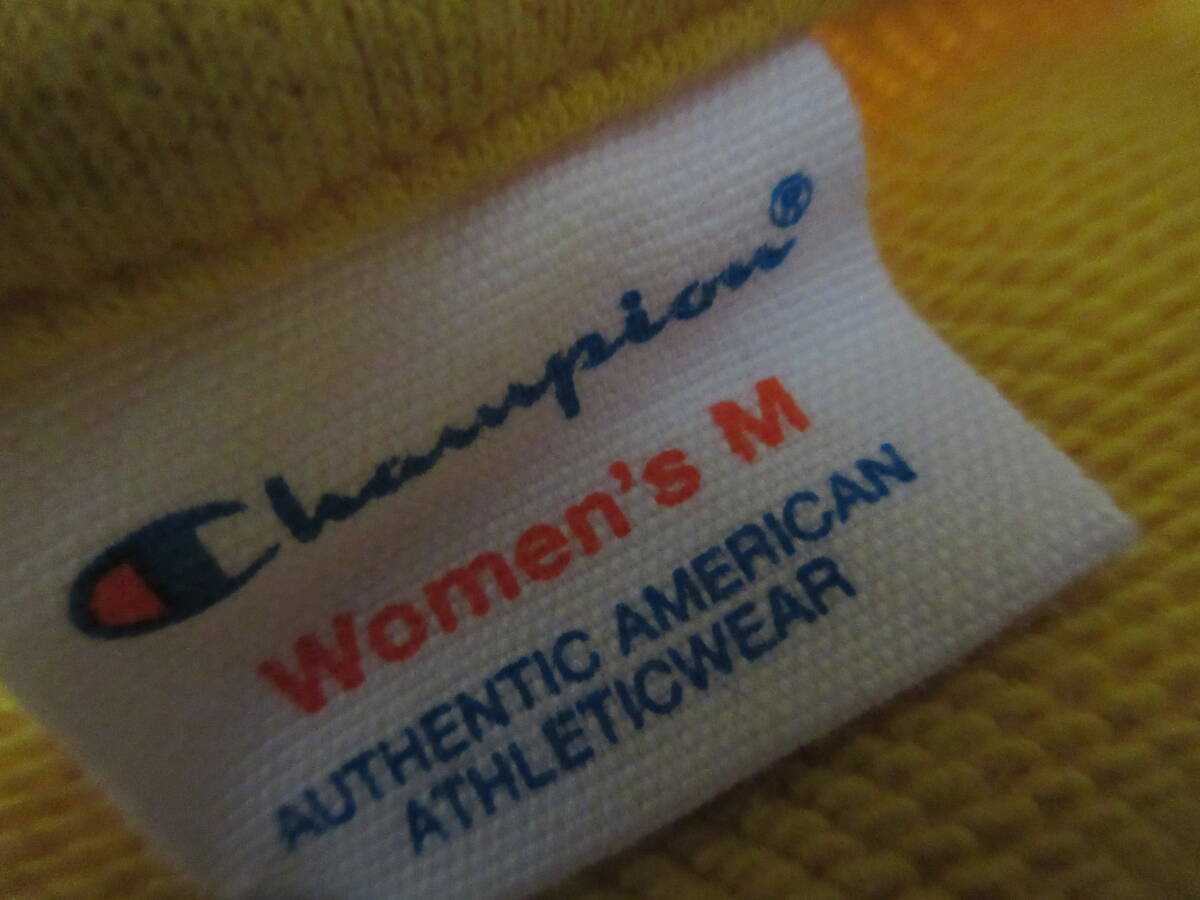 Champion®
Women's M
AUTHENTIC AMERICAN
ATHLETICWEAR